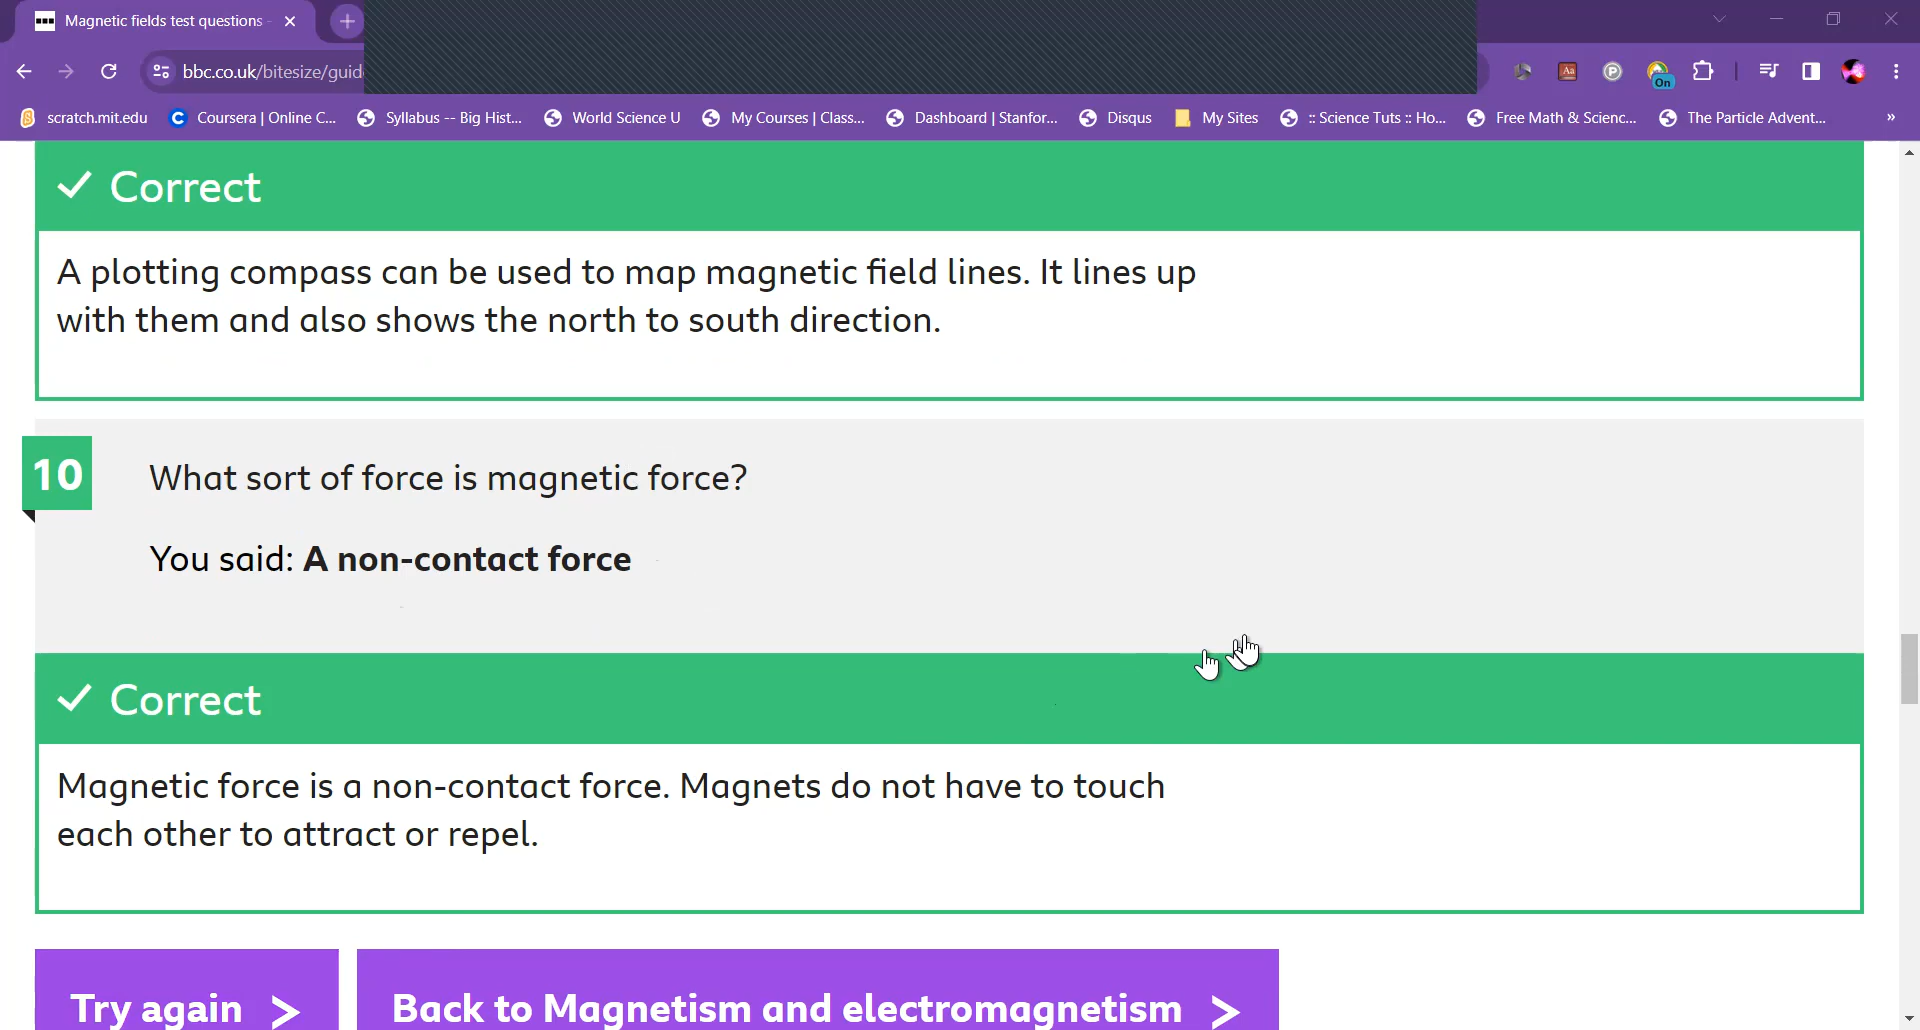 Magnetic fields test questions -
bbc.co.uk/bitesize/guid
Aa
P
On
scratch.mit.edu
C Coursera | Online C...
Syllabus -- Big Hist...
World Science U
My Courses | Class...
Dashboard | Stanfor...
Disqus
My Sites
:: Science Tuts :: Ho...
Free Math & Scienc...
The Particle Advent...
»
Correct
A plotting compass can be used to map magnetic field lines. It lines up
with them and also shows the north to south direction.
10
What sort of force is magnetic force?
You said: A non-contact force
Correct
Magnetic force is a non-contact force. Magnets do not have to touch
each other to attract or repel.
Try again >
Back to Magnetism and electromagnetism >